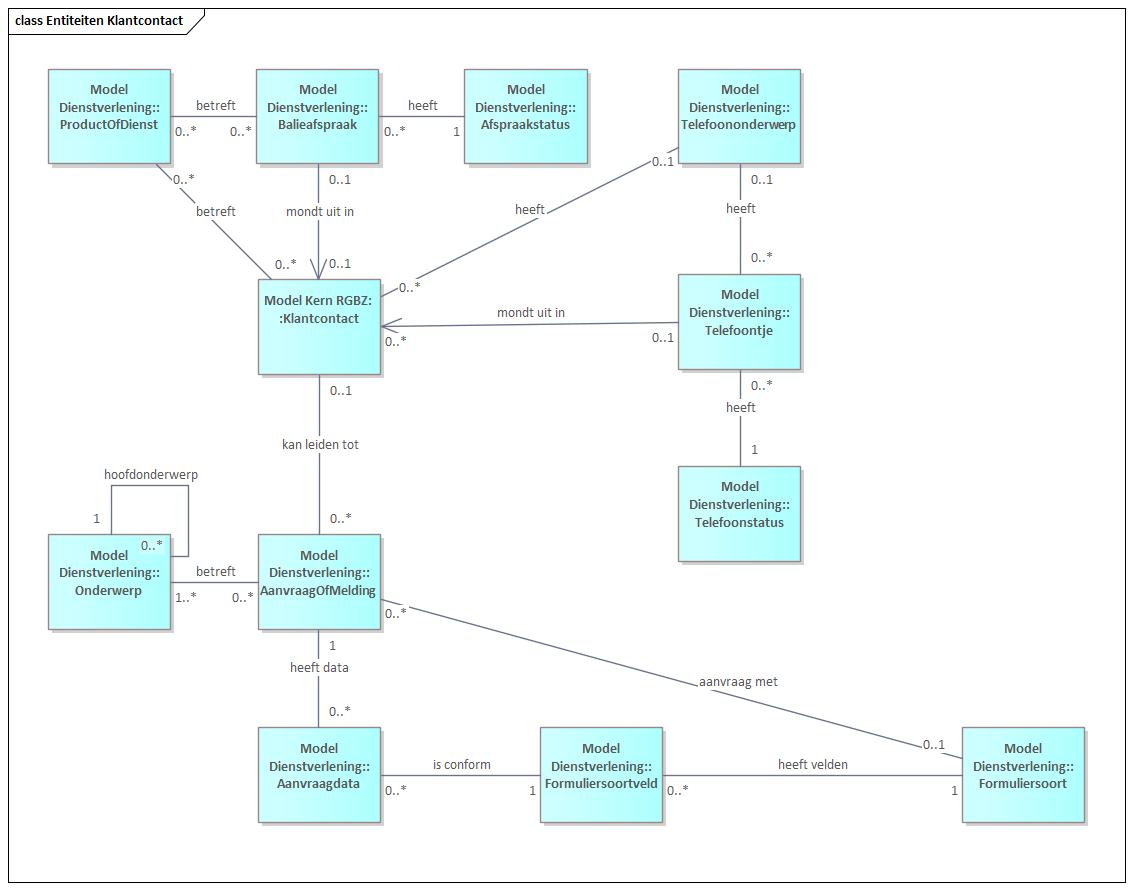 class Entiteiten Klantcontact
Model
Dienstverlening::
ProductOfDienst
betreft
0..*
0..*
Model
Dienstverlening::
Balieafspraak
heeft
0..*
1
Model
Dienstverlening::
Afspraakstatus
Model
Dienstverlening::
Telefoononderwerp
0..*
betreft
0..*
0..1
mondt uit in
0..1
0..1
heeft
0..*
0..1
heeft
0..*
Model Kern RGBZ:
:Klantcontact
mondt uit in
0..*
0..1
Model
Dienstverlening::
Telefoontje
0..*
heeft
1
Model
Dienstverlening::
Telefoonstatus
0..1
kan leiden tot
0..*
hoofdonderwerp
1
0..*
Model
Dienstverlening::
Onderwerp
betreft
1..*
0..*
Model
Dienstverlening::
AanvraagOfMelding
0..*
aanvraag met
0..1
1
heeft data
0..*
Model
Dienstverlening::
Aanvraagdata
is conform
0..*
1
Model
Dienstverlening::
Formuliersoortveld
heeft velden
0..*
1
Model
Dienstverlening::
Formuliersoort